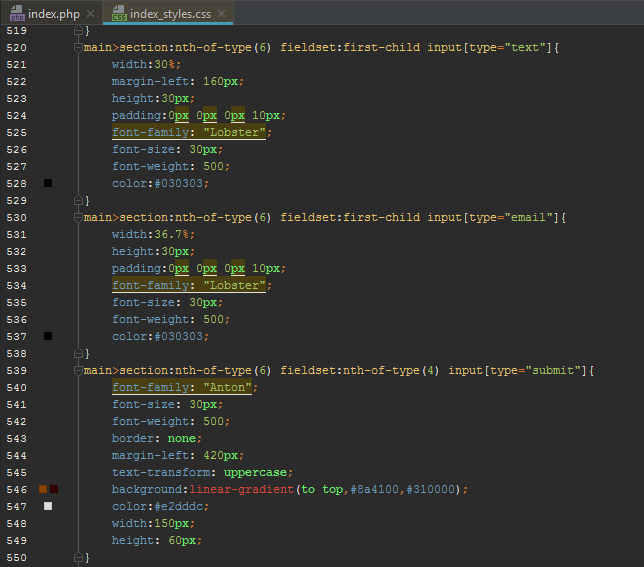 index.php index_styles.css
519 }
520 main>section:nth-of-type(6) fieldset:first-child input[type="text"]{
521 width:30%;
522 margin-left: 160px;
523 height:30px;
524 padding:0px 0px 0px 10px;
525 font-family: "Lobster";
526 font-size: 30px;
527 font-weight: 500;
528 color:#030303;
529 }
530 main>section:nth-of-type(6) fieldset:first-child input[type="email"]{
531 width:36.7%;
532 height:30px;
533 padding:0px 0px 0px 10px;
534 font-family: "Lobster";
535 font-size: 30px;
536 font-weight: 500;
537 color:#030303;
538 }
539 main>section:nth-of-type(6) fieldset:nth-of-type(4) input[type="submit"]{
540 font-family: "Anton";
541 font-size: 30px;
542 font-weight: 500;
543 border: none;
544 margin-left: 420px;
545 text-transform: uppercase;
546 background:linear-gradient(to top,#8a4100,#310000);
547 color:#e2dddc;
548 width:150px;
549 height: 60px;
550 }